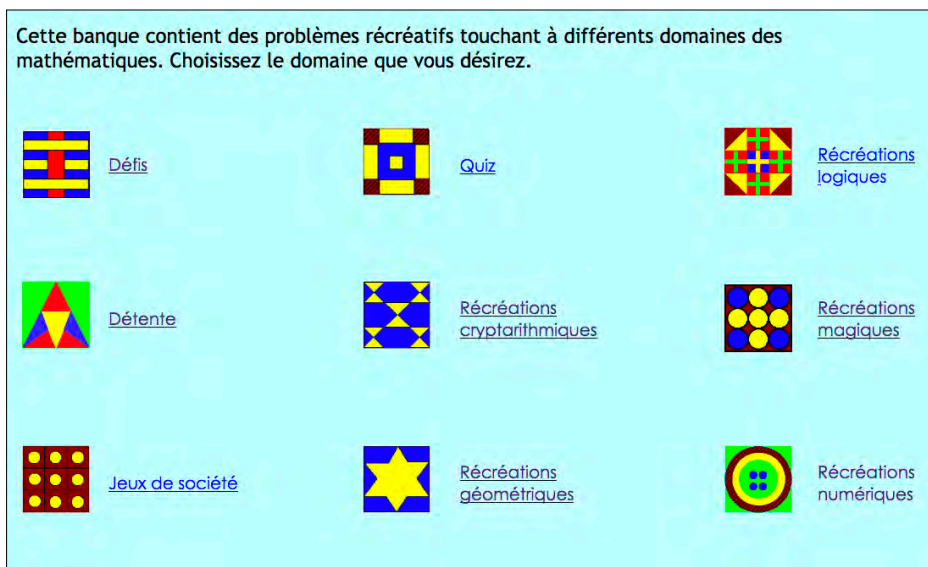 Cette banque contient des problèmes récréatifs touchant à différents domaines des
mathématiques. Choisissez le domaine que vous désirez.
Défis
Quiz
Récréations
logiques
Détente
Récréations
cryptarithmiques
Récréations
magiques
Jeux de société
Récréations
géométriques
Récréations
numériques